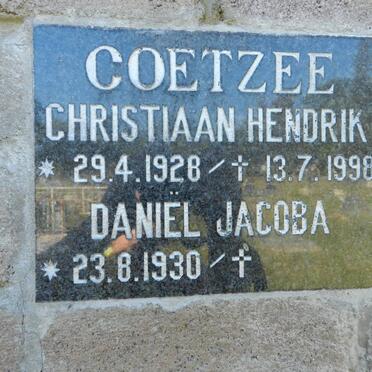 COETZEE
CHRISTIAAN HENDRIK
* 29.4.1928 / † 13.7.1998
DANIËL JACOBA
* 23.8.1930 / †